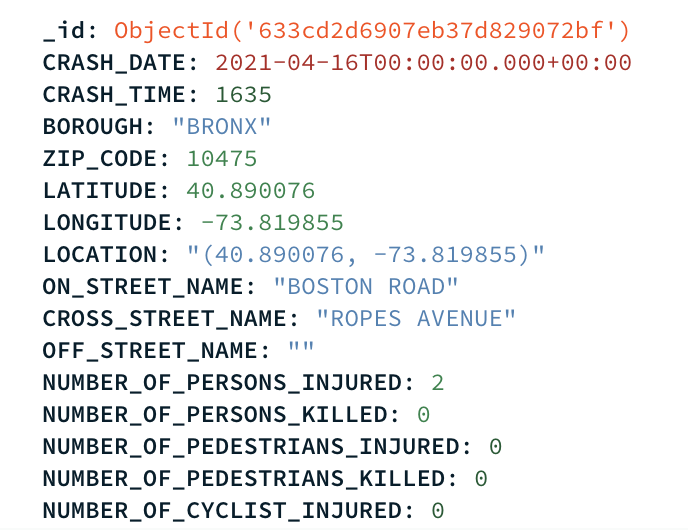 _id: ObjectId('633cd2d6907eb37d829072bf')
CRASH_DATE: 2021-04-16T00:00:00.000+00:00
CRASH_TIME: 1635
BOROUGH: "BRONX"
ZIP_CODE: 10475
LATITUDE: 40.890076
LONGITUDE: -73.819855
LOCATION: "(40.890076, -73.819855)"
ON_STREET_NAME: "BOSTON ROAD"
CROSS_STREET_NAME: "ROPES AVENUE"
OFF_STREET_NAME: ""
NUMBER_OF_PERSONS_INJURED: 2
NUMBER_OF_PERSONS_KILLED: 0
NUMBER_OF_PEDESTRIANS_INJURED: 0
NUMBER_OF_PEDESTRIANS_KILLED: 0
NUMBER_OF_CYCLIST_INJURED: 0